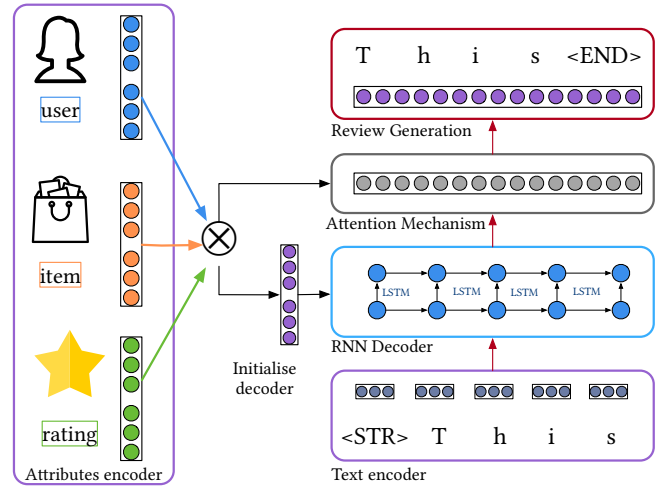 user
item
rating
Attributes encoder
Initialise
decoder
T h i s <END>
Review Generation
Attention Mechanism
LSTM LSTM LSTM LSTM
RNN Decoder
<STR> T h i s
Text encoder